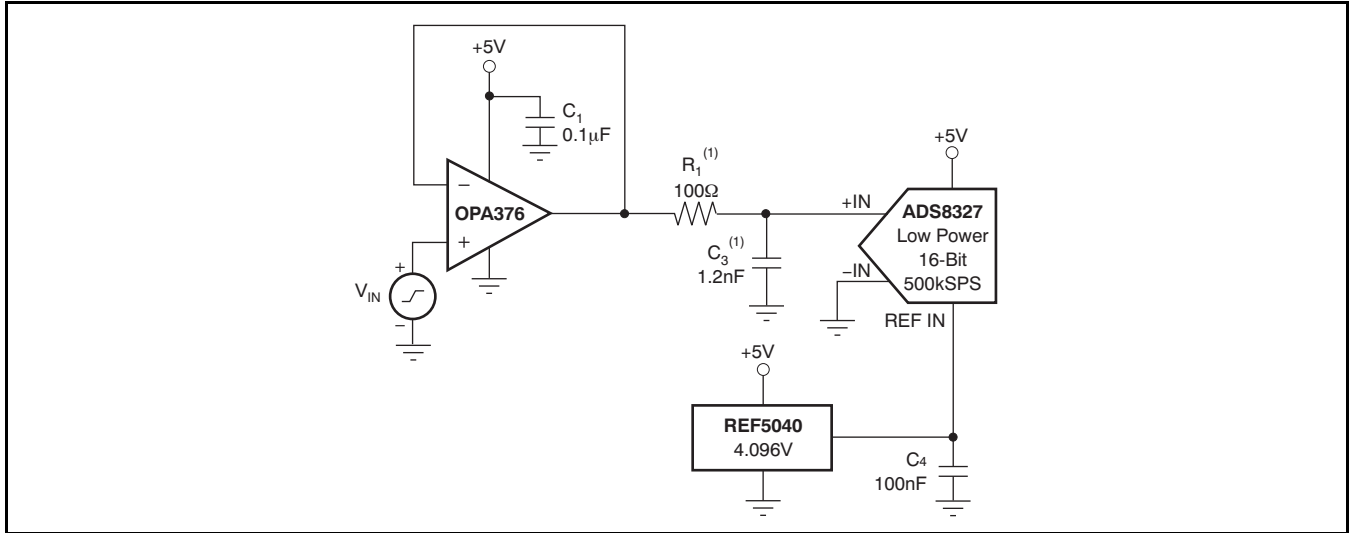 +5V
C₁
0.1µF
−
OPA376
+
+
V_IN
−
R₁⁽¹⁾
100Ω
C₃⁽¹⁾
1.2nF
+5V
+IN
ADS8327
Low Power
16-Bit
500kSPS
−IN
REF IN
+5V
REF5040
4.096V
C₄
100nF